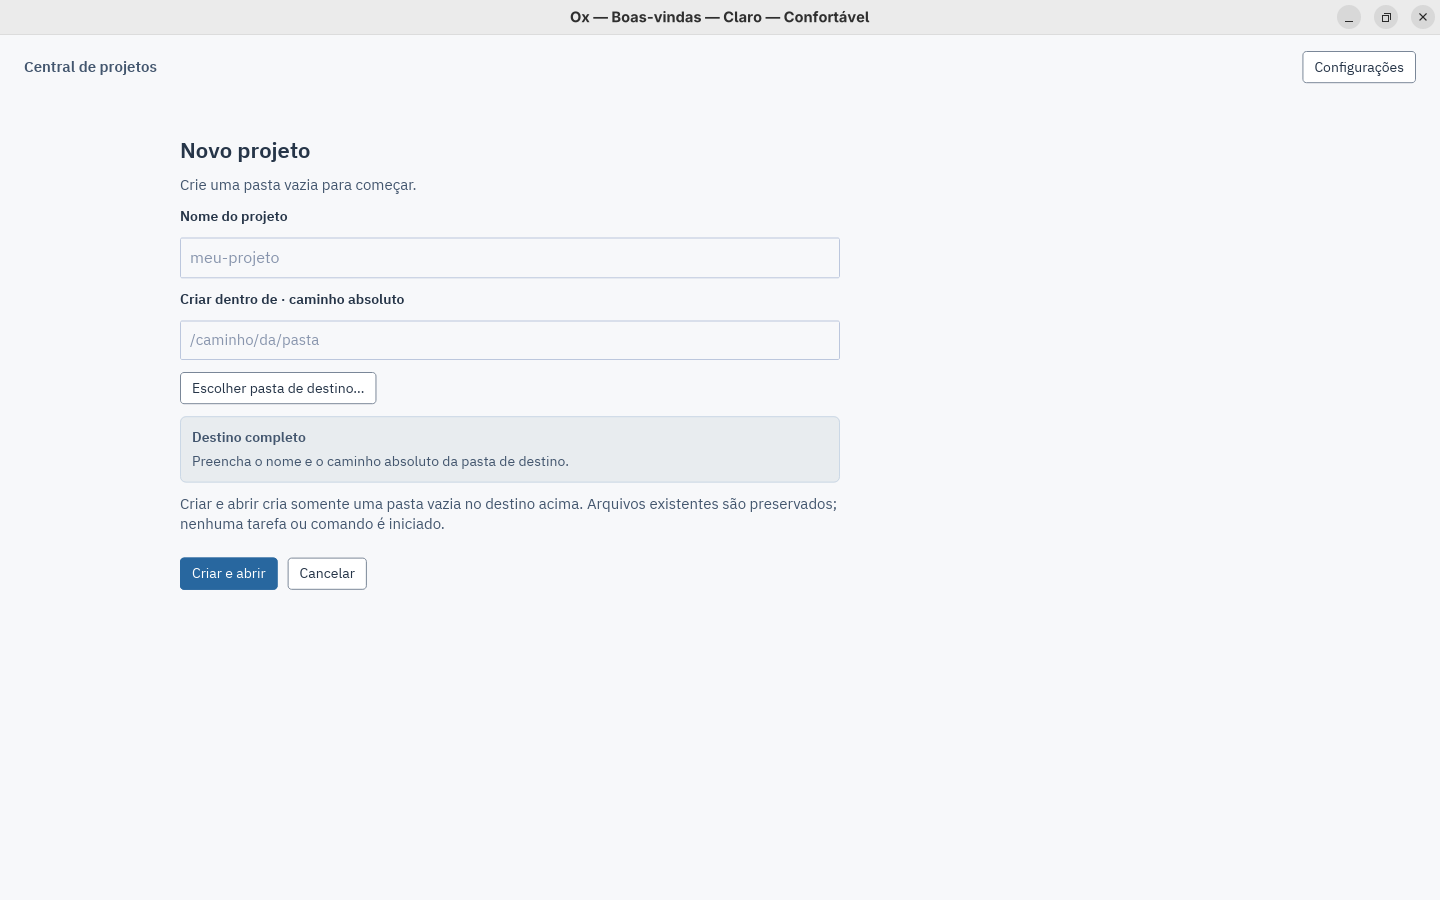 Ox — Boas-vindas — Claro — Confortável
Central de projetos
Configurações
Novo projeto
Crie uma pasta vazia para começar.
Nome do projeto
meu-projeto
Criar dentro de · caminho absoluto
/caminho/da/pasta
Escolher pasta de destino...
Destino completo
Preencha o nome e o caminho absoluto da pasta de destino.
Criar e abrir cria somente uma pasta vazia no destino acima. Arquivos existentes são preservados;
nenhuma tarefa ou comando é iniciado.
Criar e abrir
Cancelar